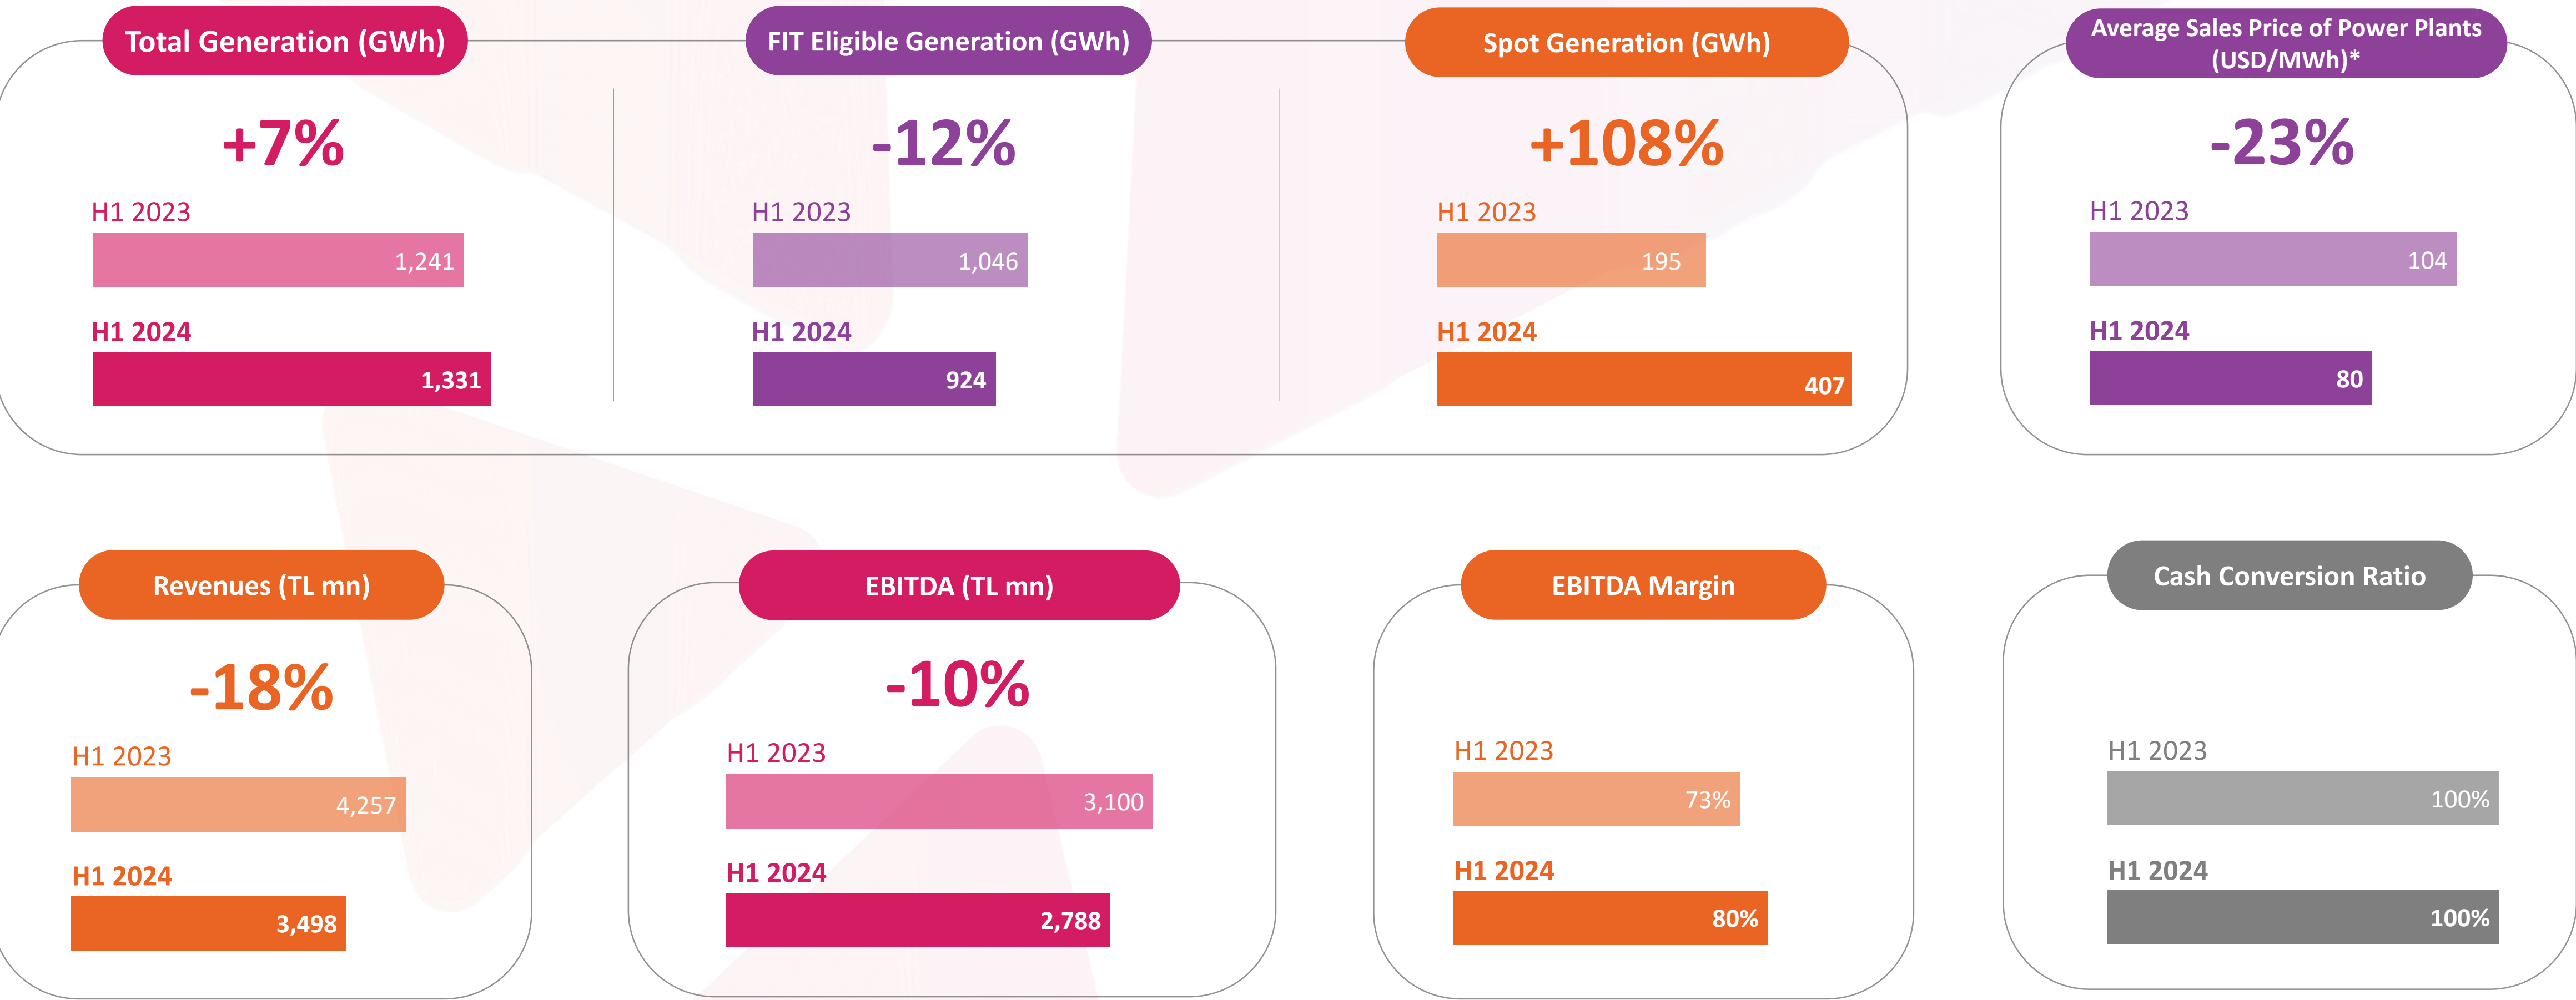 Total Generation (GWh)
+7%
H1 2023
1,241
H1 2024
1,331
FIT Eligible Generation (GWh)
-12%
H1 2023
1,046
H1 2024
924
Spot Generation (GWh)
+108%
H1 2023
195
H1 2024
407
Average Sales Price of Power Plants
(USD/MWh)*
-23%
H1 2023
104
H1 2024
80
Revenues (TL mn)
-18%
H1 2023
4,257
H1 2024
3,498
EBITDA (TL mn)
-10%
H1 2023
3,100
H1 2024
2,788
EBITDA Margin
H1 2023
73%
H1 2024
80%
Cash Conversion Ratio
H1 2023
100%
H1 2024
100%